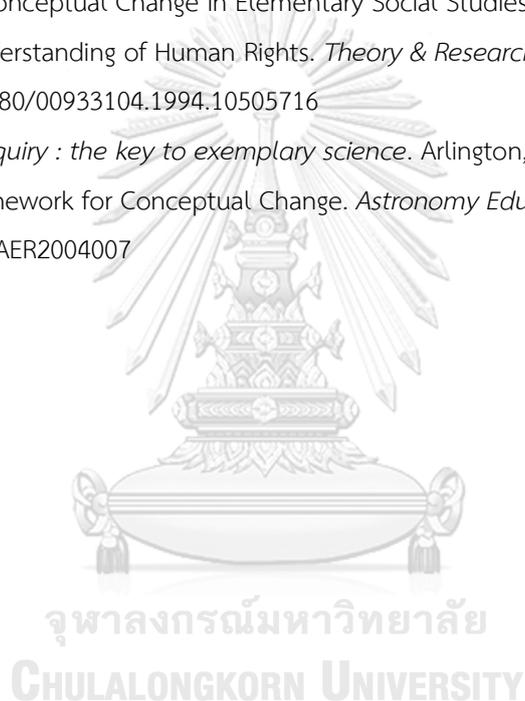 onceptual Change in Elementary Social Studies
erstanding of Human Rights. Theory & Researc
80/00933104.1994.10505716
quiry : the key to exemplary science. Arlington,
ework for Conceptual Change. Astronomy Edu
AER2004007
จุฬาลงกรณ์มหาวิทยาลัย
CHULALONGKORN UNIVERSITY